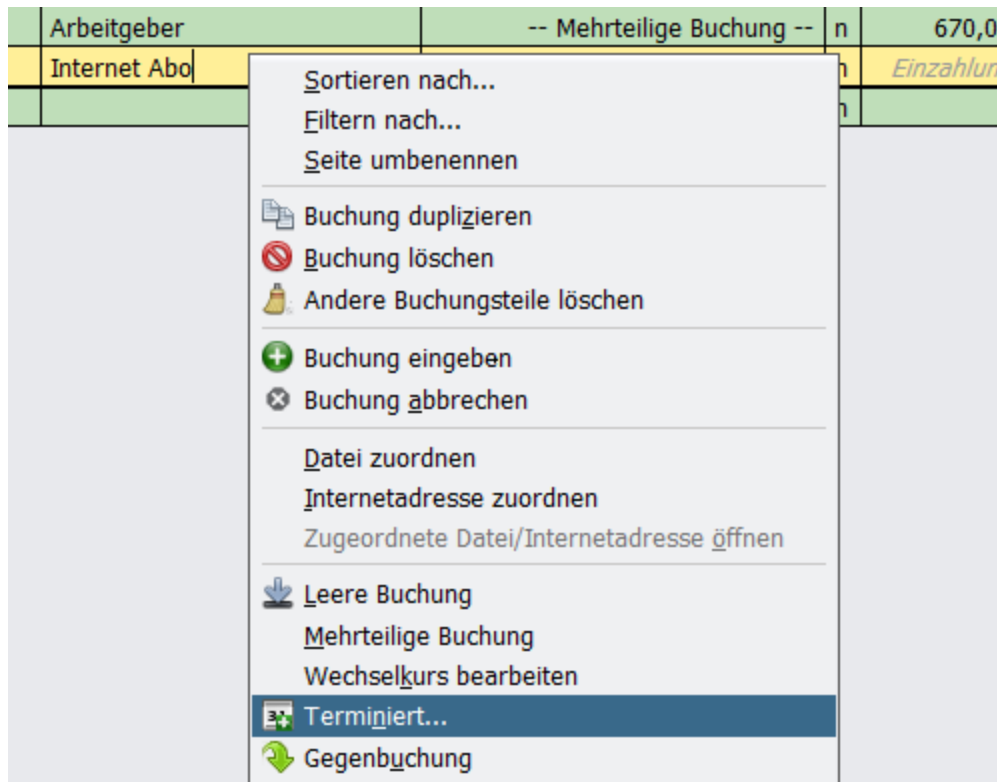 Arbeitgeber -- Mehrteilige Buchung -- n 670,0
Internet Abo n Einzahlun
n
Sortieren nach...
Filtern nach...
Seite umbenennen
Buchung duplizieren
Buchung löschen
Andere Buchungsteile löschen
Buchung eingeben
Buchung abbrechen
Datei zuordnen
Internetadresse zuordnen
Zugeordnete Datei/Internetadresse öffnen
Leere Buchung
Mehrteilige Buchung
Wechselkurs bearbeiten
Terminiert...
Gegenbuchung